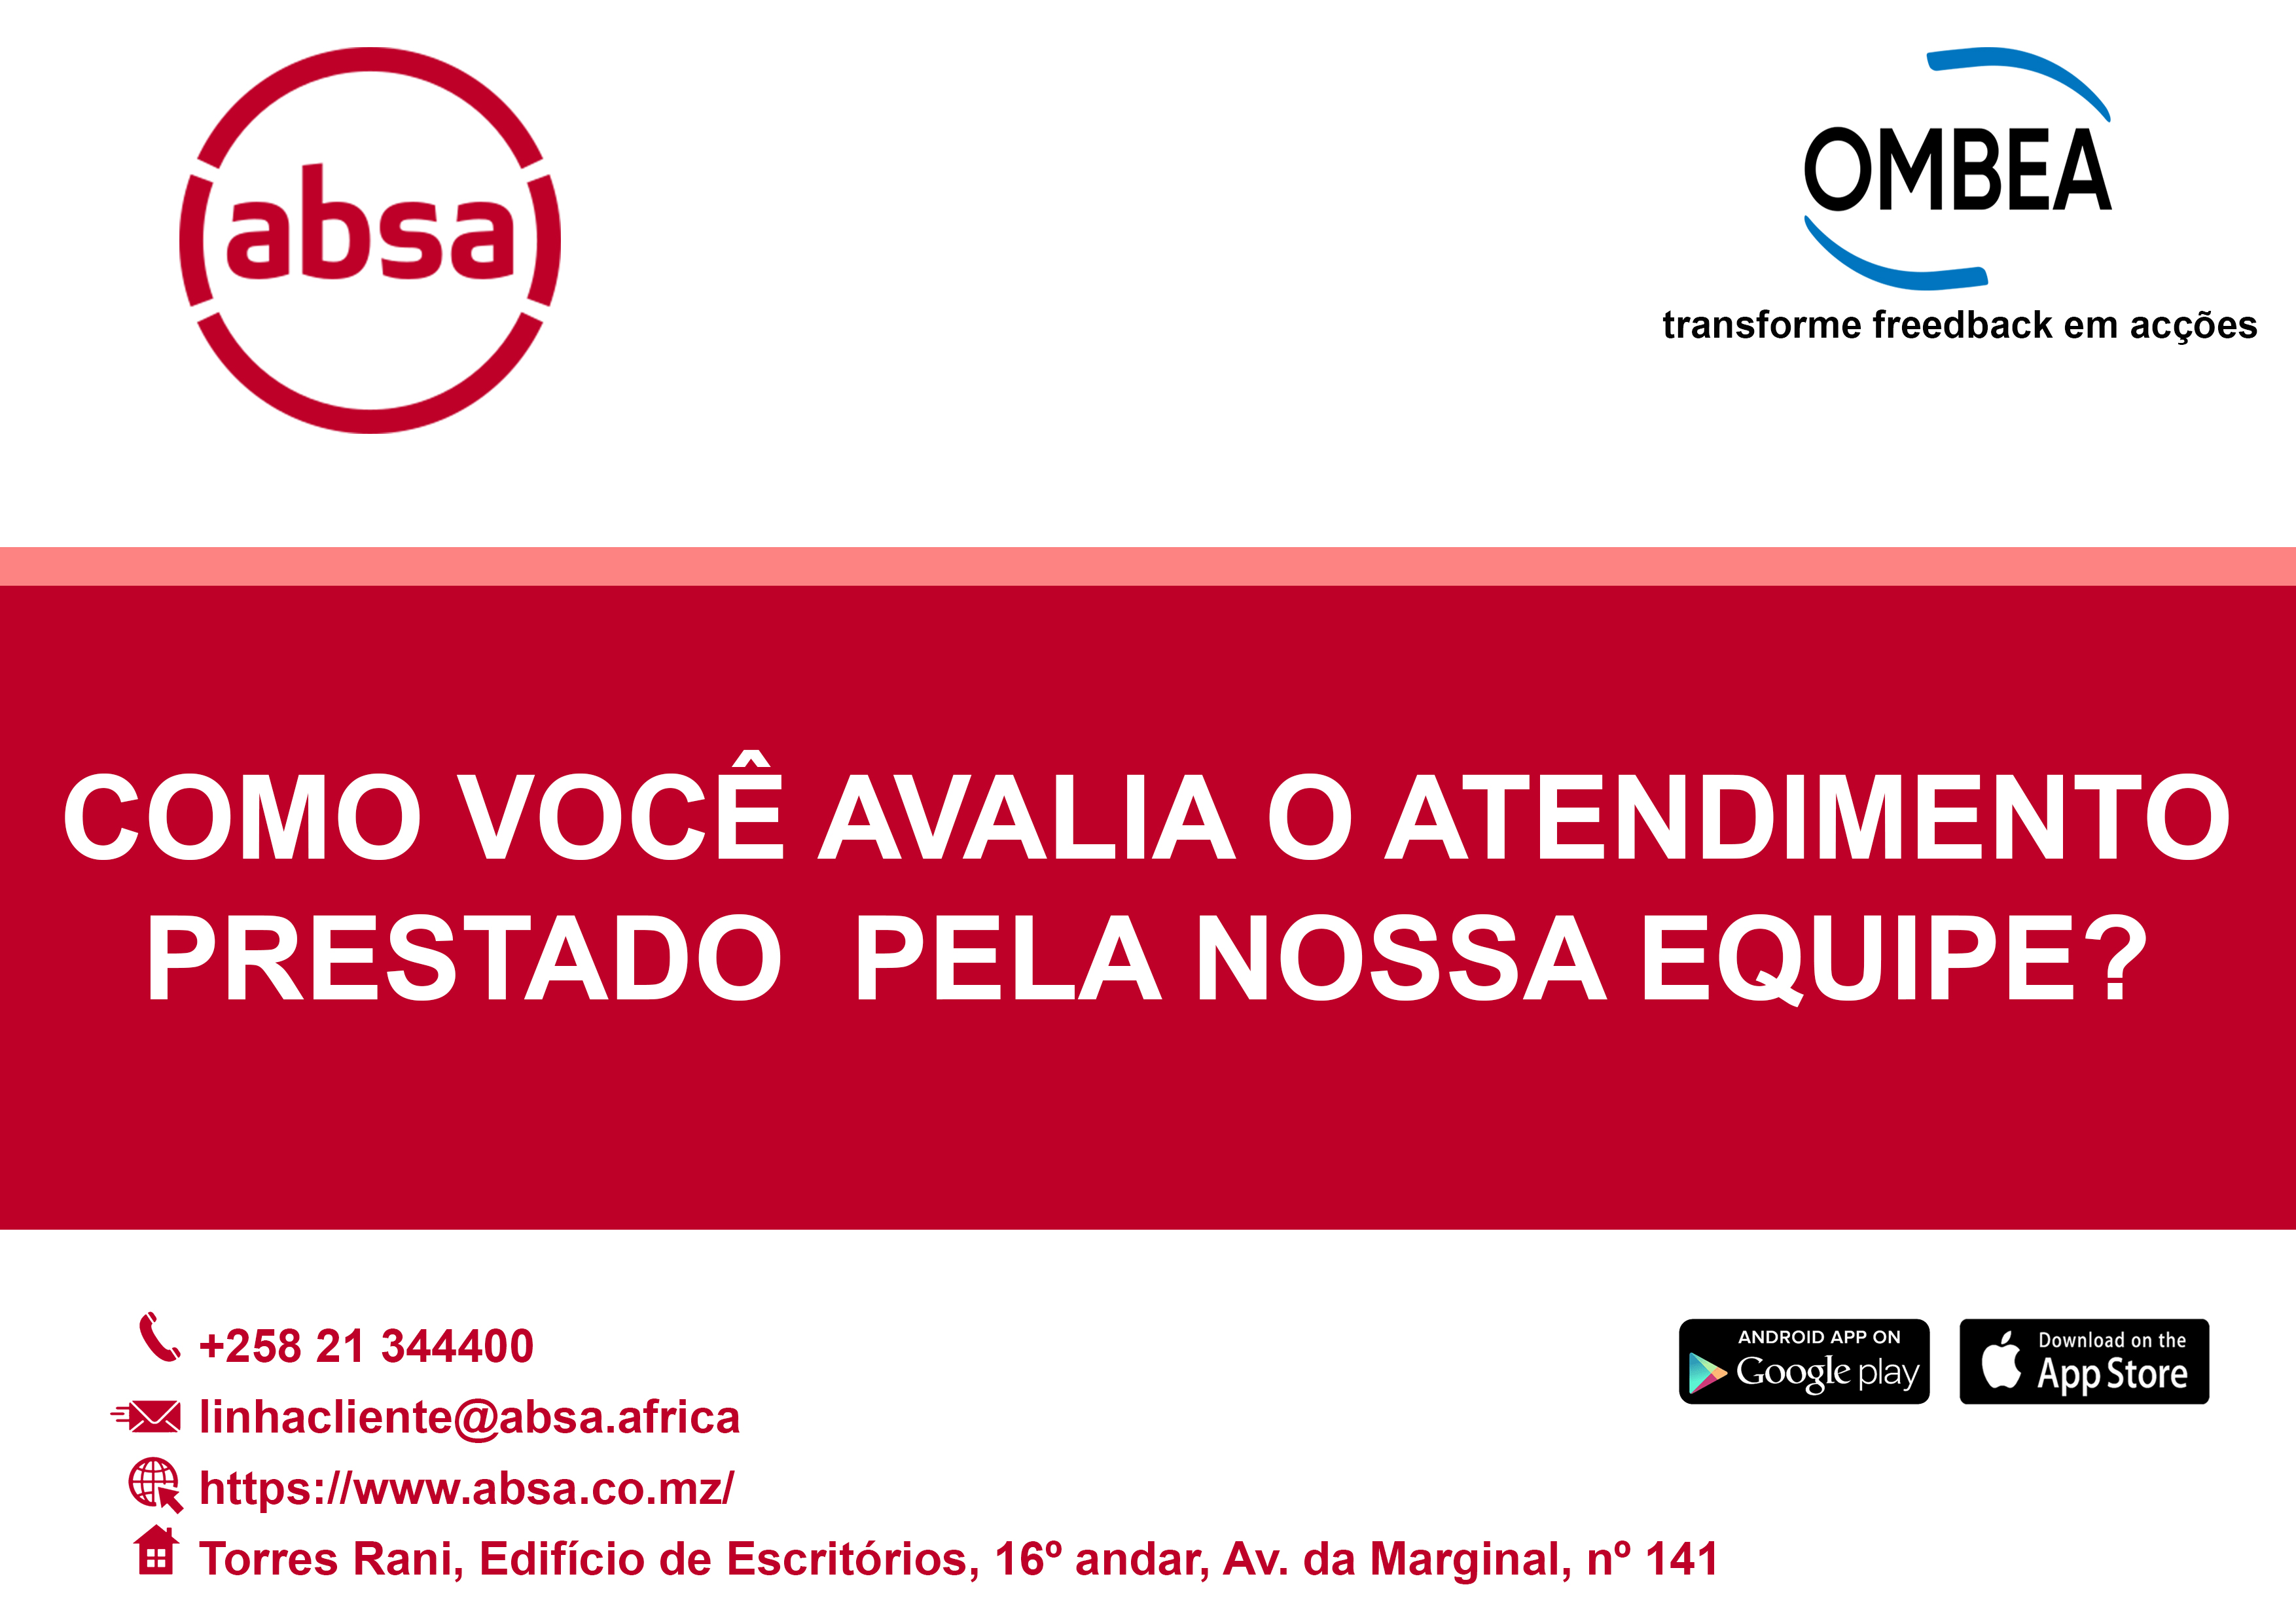 absa
OMBEA
transforme freedback em acções
COMO VOCÊ AVALIA O ATENDIMENTO
PRESTADO  PELA NOSSA EQUIPE?
+258 21 344400
linhacliente@absa.africa
https://www.absa.co.mz/
Torres Rani, Edifício de Escritórios, 16º andar, Av. da Marginal, nº 141
ANDROID APP ON
Google play
Download on the
App Store